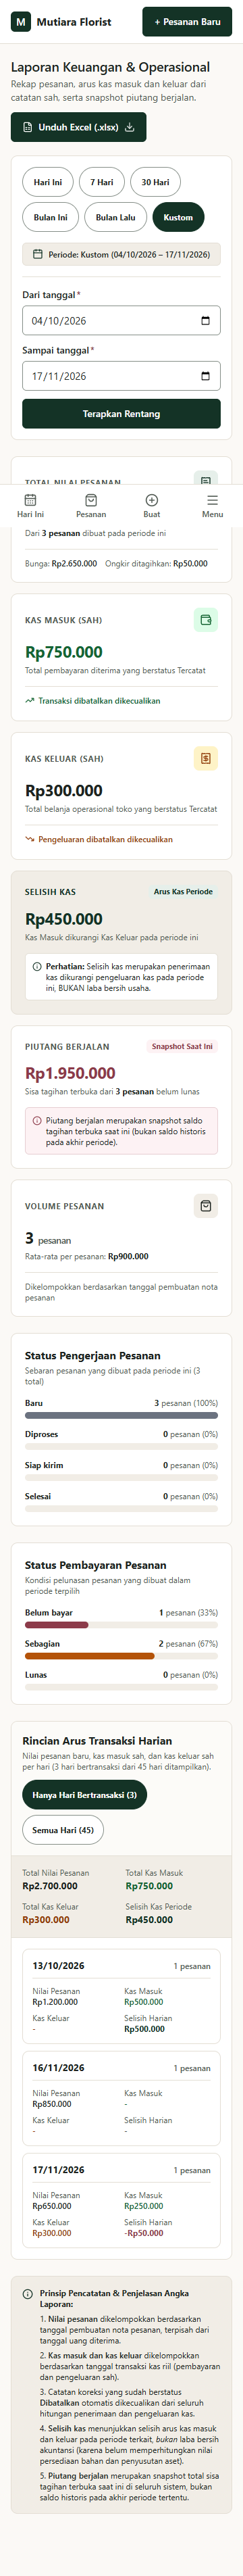 M Mutiara Florist
+ Pesanan Baru
Laporan Keuangan & Operasional
Rekap pesanan, arus kas masuk dan keluar dari
catatan sah, serta snapshot piutang berjalan.
Unduh Excel (.xlsx)
Hari Ini
7 Hari
30 Hari
Bulan Ini
Bulan Lalu
Kustom
Periode: Kustom (04/10/2026 – 17/11/2026)
Dari tanggal *
04/10/2026
Sampai tanggal *
17/11/2026
Terapkan Rentang
TOTAL NILAI PESANAN
Hari Ini
Pesanan
Buat
Menu
Dari 3 pesanan dibuat pada periode ini
Bunga: Rp2.650.000 Ongkir ditagihkan: Rp50.000
KAS MASUK (SAH)
Rp750.000
Total pembayaran diterima yang berstatus Tercatat
Transaksi dibatalkan dikecualikan
KAS KELUAR (SAH)
Rp300.000
Total belanja operasional toko yang berstatus Tercatat
Pengeluaran dibatalkan dikecualikan
SELISIH KAS
Arus Kas Periode
Rp450.000
Kas Masuk dikurangi Kas Keluar pada periode ini
Perhatian: Selisih kas merupakan penerimaan
kas dikurangi pengeluaran kas pada periode
ini, BUKAN laba bersih usaha.
PIUTANG BERJALAN
Snapshot Saat Ini
Rp1.950.000
Sisa tagihan terbuka dari 3 pesanan belum lunas
Piutang berjalan merupakan snapshot saldo
tagihan terbuka saat ini (bukan saldo historis
pada akhir periode).
VOLUME PESANAN
3 pesanan
Rata-rata per pesanan: Rp900.000
Dikelompokkan berdasarkan tanggal pembuatan nota
pesanan
Status Pengerjaan Pesanan
Sebaran pesanan yang dibuat pada periode ini (3
total)
Baru 3 pesanan (100%)
Diproses 0 pesanan (0%)
Siap kirim 0 pesanan (0%)
Selesai 0 pesanan (0%)
Status Pembayaran Pesanan
Kondisi pelunasan pesanan yang dibuat dalam
periode terpilih
Belum bayar 1 pesanan (33%)
Sebagian 2 pesanan (67%)
Lunas 0 pesanan (0%)
Rincian Arus Transaksi Harian
Nilai pesanan baru, kas masuk sah, dan kas keluar sah
per hari (3 hari bertransaksi dari 45 hari ditampilkan).
Hanya Hari Bertransaksi (3)
Semua Hari (45)
Total Nilai Pesanan Total Kas Masuk
Rp2.700.000 Rp750.000
Total Kas Keluar Selisih Kas Periode
Rp300.000 Rp450.000
13/10/2026 1 pesanan
Nilai Pesanan Kas Masuk
Rp1.200.000 Rp500.000
Kas Keluar Selisih Harian
- Rp500.000
16/11/2026 1 pesanan
Nilai Pesanan Kas Masuk
Rp850.000 -
Kas Keluar Selisih Harian
- -
17/11/2026 1 pesanan
Nilai Pesanan Kas Masuk
Rp650.000 Rp250.000
Kas Keluar Selisih Harian
Rp300.000 -Rp50.000
Prinsip Pencatatan & Penjelasan Angka
Laporan:
1. Nilai pesanan dikelompokkan berdasarkan
tanggal pembuatan nota pesanan, terpisah dari
tanggal uang diterima.
2. Kas masuk dan kas keluar dikelompokkan
berdasarkan tanggal transaksi kas riil (pembayaran
dan pengeluaran sah).
3. Catatan koreksi yang sudah berstatus
Dibatalkan otomatis dikecualikan dari seluruh
hitungan penerimaan dan pengeluaran kas.
4. Selisih kas menunjukkan selisih arus kas masuk
dan keluar pada periode terkait, bukan laba bersih
akuntansi (karena belum memperhitungkan nilai
persediaan bahan dan penyusutan aset).
5. Piutang berjalan merupakan snapshot total sisa
tagihan terbuka saat ini di seluruh sistem, bukan
saldo historis pada akhir periode tertentu.